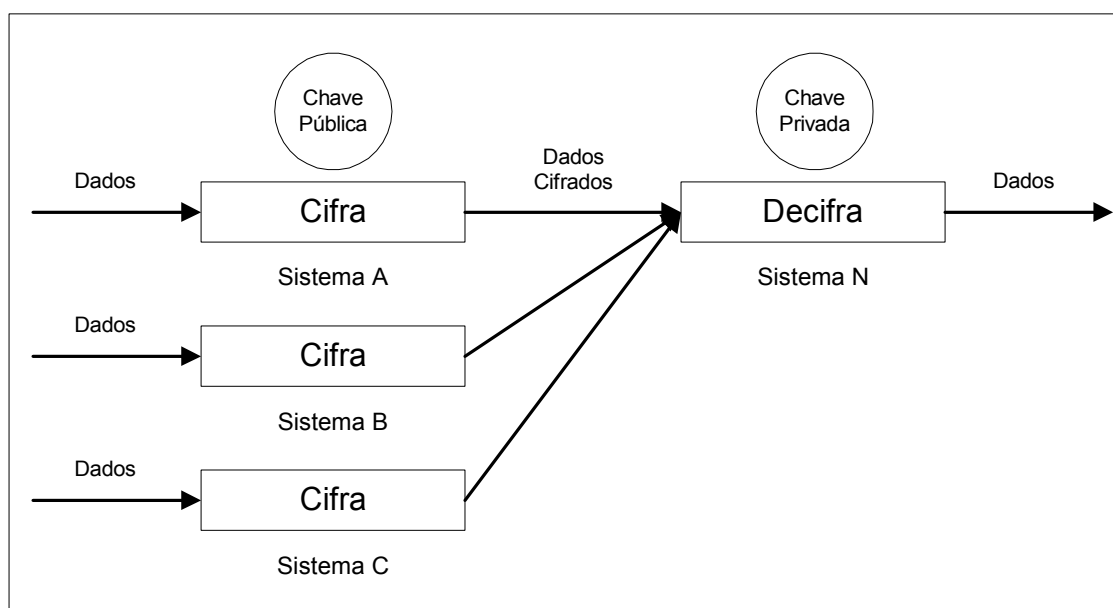 Chave
Pública
Chave
Privada
Dados
Dados
Cifrados
Dados
Cifra
Decifra
Sistema A
Sistema N
Dados
Cifra
Sistema B
Dados
Cifra
Sistema C